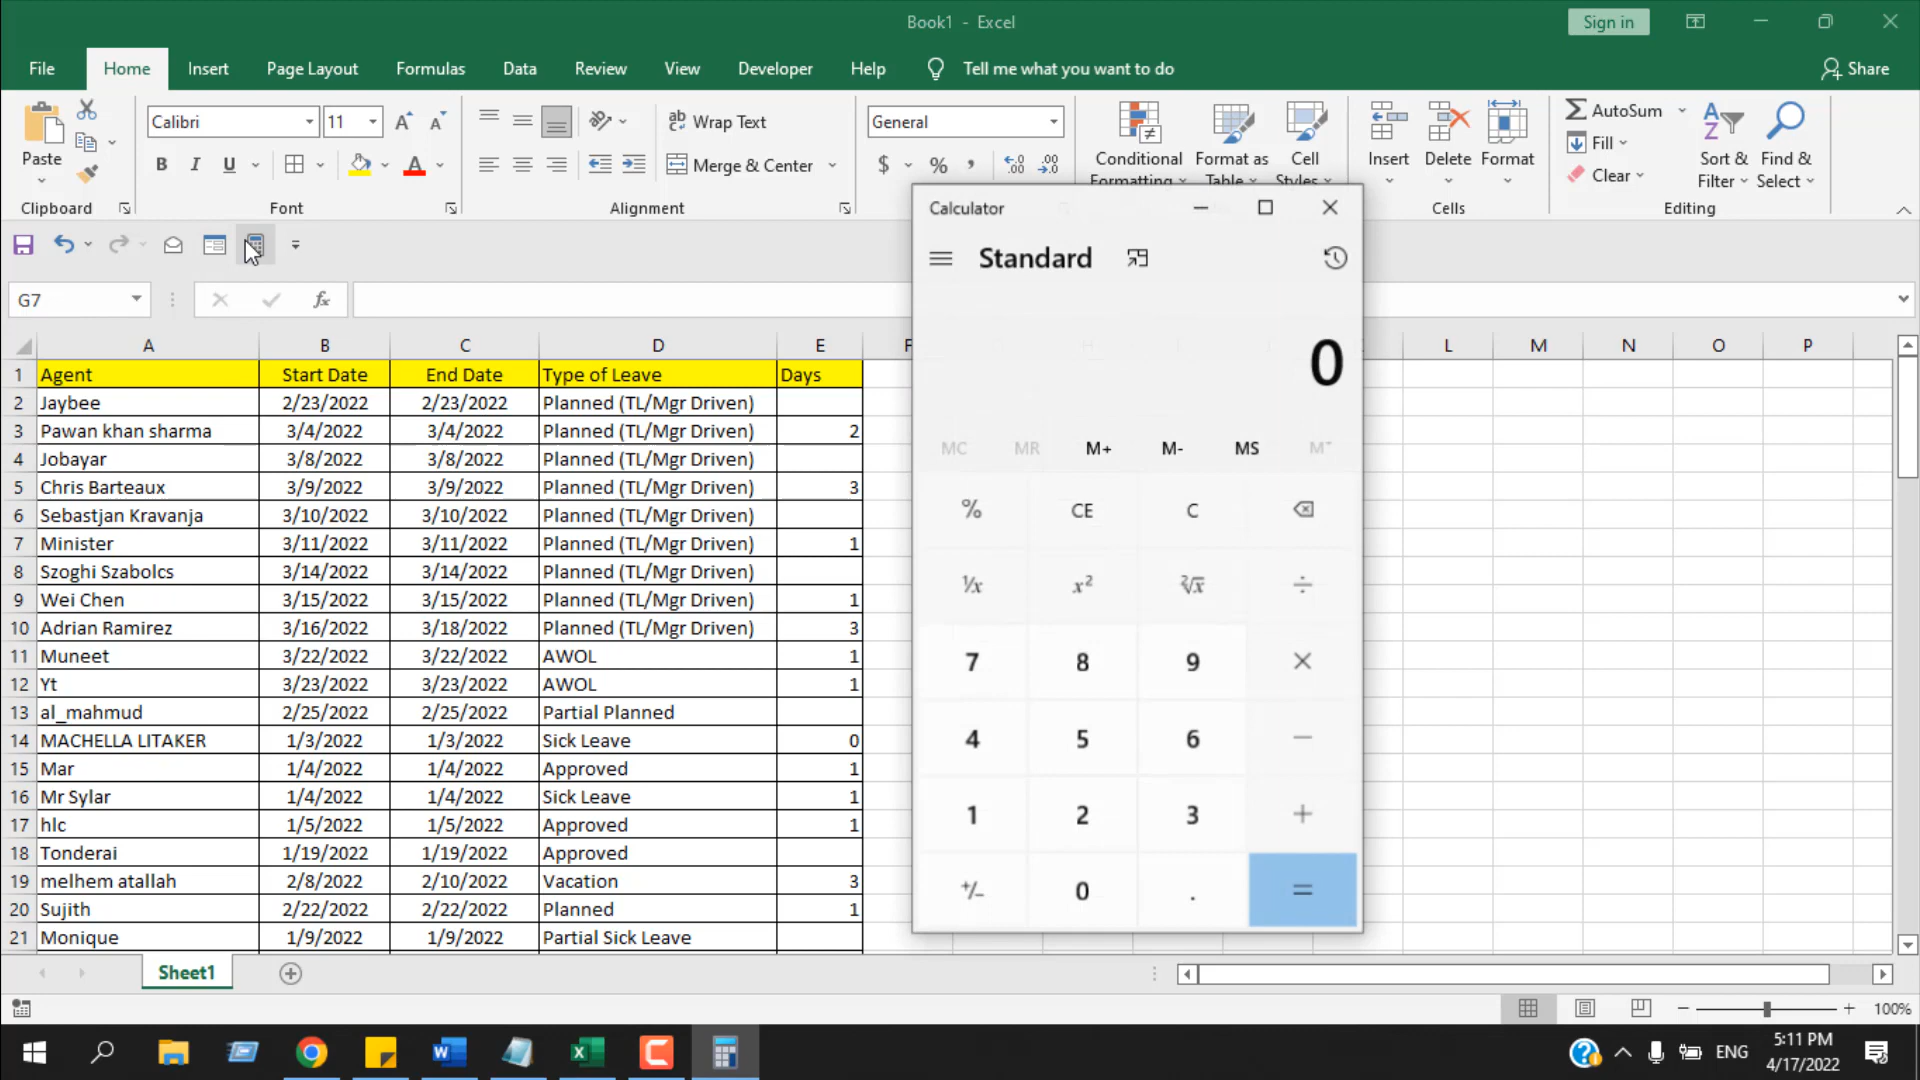 Book1 - Excel
Sign in
File Home Insert Page Layout Formulas Data Review View Developer Help Tell me what you want to do Share
Calibri 11 Wrap Text General AutoSum
Paste B I U Merge & Center $ % , Conditional Formatting Format as Table Cell Styles Insert Delete Format Fill Clear Sort & Filter Find & Select
Clipboard Font Alignment Cells Editing
G7 fx
A B C D E F L M N O P
1 Agent Start Date End Date Type of Leave Days
2 Jaybee 2/23/2022 2/23/2022 Planned (TL/Mgr Driven)
3 Pawan khan sharma 3/4/2022 3/4/2022 Planned (TL/Mgr Driven) 2
4 Jobayar 3/8/2022 3/8/2022 Planned (TL/Mgr Driven)
5 Chris Barteaux 3/9/2022 3/9/2022 Planned (TL/Mgr Driven) 3
6 Sebastjan Kravanja 3/10/2022 3/10/2022 Planned (TL/Mgr Driven)
7 Minister 3/11/2022 3/11/2022 Planned (TL/Mgr Driven) 1
8 Szoghi Szabolcs 3/14/2022 3/14/2022 Planned (TL/Mgr Driven)
9 Wei Chen 3/15/2022 3/15/2022 Planned (TL/Mgr Driven) 1
10 Adrian Ramirez 3/16/2022 3/18/2022 Planned (TL/Mgr Driven) 3
11 Muneet 3/22/2022 3/22/2022 AWOL 1
12 Yt 3/23/2022 3/23/2022 AWOL 1
13 al_mahmud 2/25/2022 2/25/2022 Partial Planned
14 MACHELLA LITAKER 1/3/2022 1/3/2022 Sick Leave 0
15 Mar 1/4/2022 1/4/2022 Approved 1
16 Mr Sylar 1/4/2022 1/4/2022 Sick Leave 1
17 hlc 1/5/2022 1/5/2022 Approved 1
18 Tonderai 1/19/2022 1/19/2022 Approved
19 melhem atallah 2/8/2022 2/10/2022 Vacation 3
20 Sujith 2/22/2022 2/22/2022 Planned 1
21 Monique 1/9/2022 1/9/2022 Partial Sick Leave
Calculator
Standard
0
MC MR M+ M- MS M˅
% CE C
¹/x x² ²√x ÷
7 8 9 ×
4 5 6 −
1 2 3 +
+/− 0 . =
Sheet1
100%
ENG
5:11 PM
4/17/2022